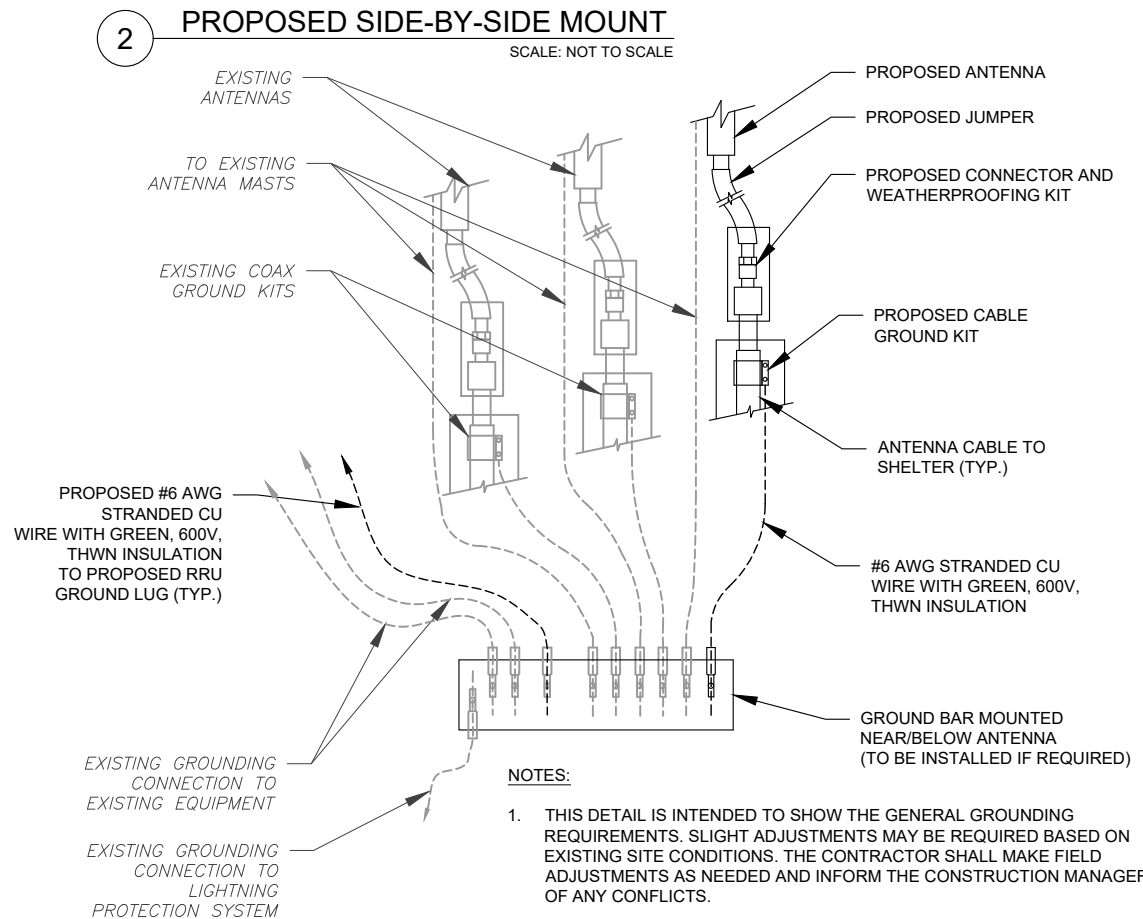 2
PROPOSED SIDE-BY-SIDE MOUNT
SCALE: NOT TO SCALE
EXISTING
ANTENNAS
TO EXISTING
ANTENNA MASTS
EXISTING COAX
GROUND KITS
PROPOSED #6 AWG
STRANDED CU
WIRE WITH GREEN, 600V,
THWN INSULATION
TO PROPOSED RRU
GROUND LUG (TYP.)
EXISTING GROUNDING
CONNECTION TO
EXISTING EQUIPMENT
EXISTING GROUNDING
CONNECTION TO
LIGHTNING
PROTECTION SYSTEM
PROPOSED ANTENNA
PROPOSED JUMPER
PROPOSED CONNECTOR AND
WEATHERPROOFING KIT
PROPOSED CABLE
GROUND KIT
ANTENNA CABLE TO
SHELTER (TYP.)
#6 AWG STRANDED CU
WIRE WITH GREEN, 600V,
THWN INSULATION
GROUND BAR MOUNTED
NEAR/BELOW ANTENNA
(TO BE INSTALLED IF REQUIRED)
NOTES:
1. THIS DETAIL IS INTENDED TO SHOW THE GENERAL GROUNDING
REQUIREMENTS. SLIGHT ADJUSTMENTS MAY BE REQUIRED BASED ON
EXISTING SITE CONDITIONS. THE CONTRACTOR SHALL MAKE FIELD
ADJUSTMENTS AS NEEDED AND INFORM THE CONSTRUCTION MANAGER
OF ANY CONFLICTS.